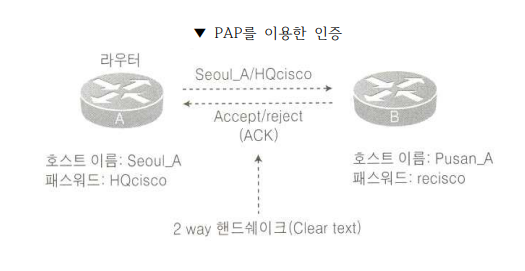 ▼ PAP를 이용한 인증
라우터
Seoul_A/HQcisco
Accept/reject
(ACK)
A
B
호스트 이름: Seoul_A
패스워드: HQcisco
호스트 이름: Pusan_A
패스워드: recisco
2 way 핸드쉐이크(Clear text)